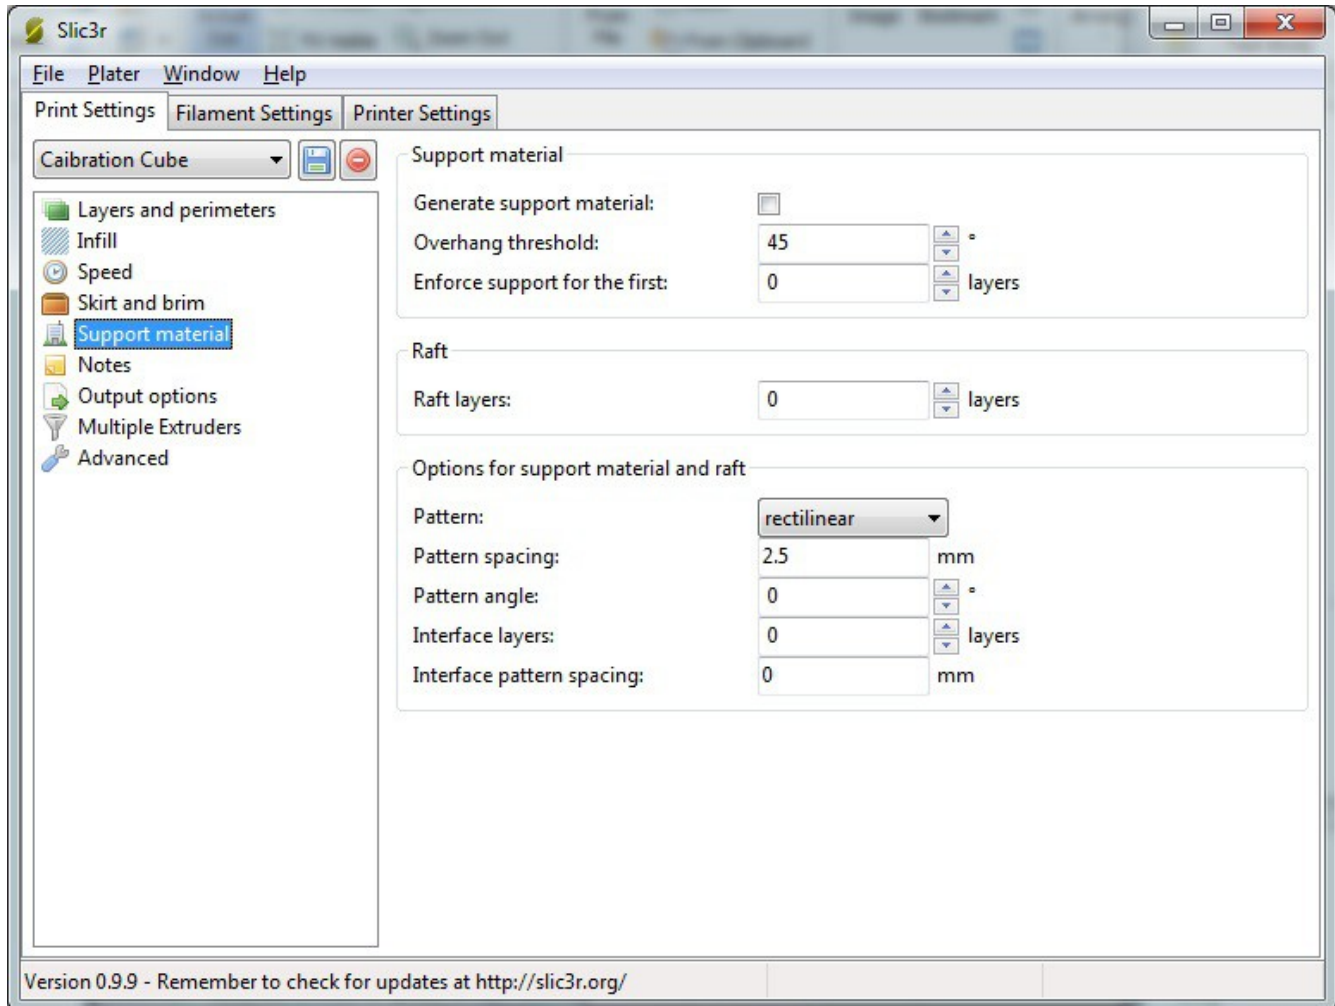 Slic3r
File Plater Window Help
Print Settings Filament Settings Printer Settings
Caibration Cube
Layers and perimeters
Infill
Speed
Skirt and brim
Support material
Notes
Output options
Multiple Extruders
Advanced
Support material
Generate support material:
Overhang threshold: 45 °
Enforce support for the first: 0 layers
Raft
Raft layers: 0 layers
Options for support material and raft
Pattern: rectilinear
Pattern spacing: 2.5 mm
Pattern angle: 0 °
Interface layers: 0 layers
Interface pattern spacing: 0 mm
Version 0.9.9 - Remember to check for updates at http://slic3r.org/